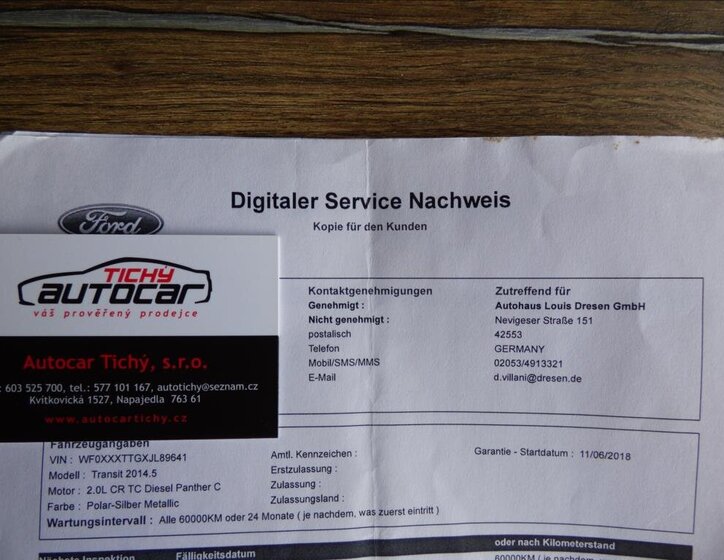 Digitaler Service Nachweis
Kopie für den Kunden
Ford
TICHÝ
AUTOCAR
váš prověřený prodejce
Autocar Tichý, s.r.o.
: 603 525 700, tel.: 577 101 167, autotichy@seznam.cz
Kvítkovická 1527, Napajedla 763 61
www.autocartichy.cz
Kontaktgenehmigungen
Genehmigt :
Nicht genehmigt :
postalisch
Telefon
Mobil/SMS/MMS
E-Mail
Zutreffend für
Autohaus Louis Dresen GmbH
Nevigeser Straße 151
42553
GERMANY
02053/4913321
d.villani@dresen.de
Fahrzeugangaben
VIN : WF0XXXTTGXJL89641
Modell : Transit 2014.5
Motor : 2.0L CR TC Diesel Panther C
Farbe : Polar-Silber Metallic
Wartungsintervall : Alle 60000KM oder 24 Monate ( je nachdem, was zuerst eintritt )
Amtl. Kennzeichen :
Erstzulassung :
Zulassung :
Zulassungsland :
Garantie - Startdatum : 11/06/2018
Nächste Inspektion
Fälligkeitsdatum
oder nach Kilometerstand
60000KM ( je nachdem